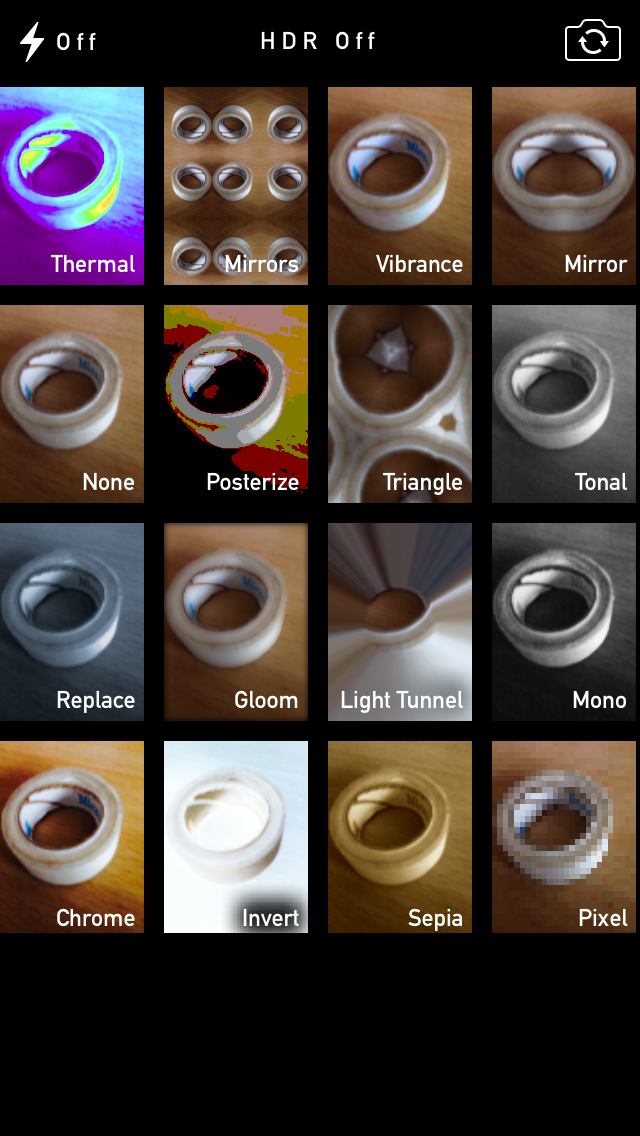 Off
HDR Off
Thermal
Mirrors
Vibrance
Mirror
None
Posterize
Triangle
Tonal
Replace
Gloom
Light Tunnel
Mono
Chrome
Invert
Sepia
Pixel